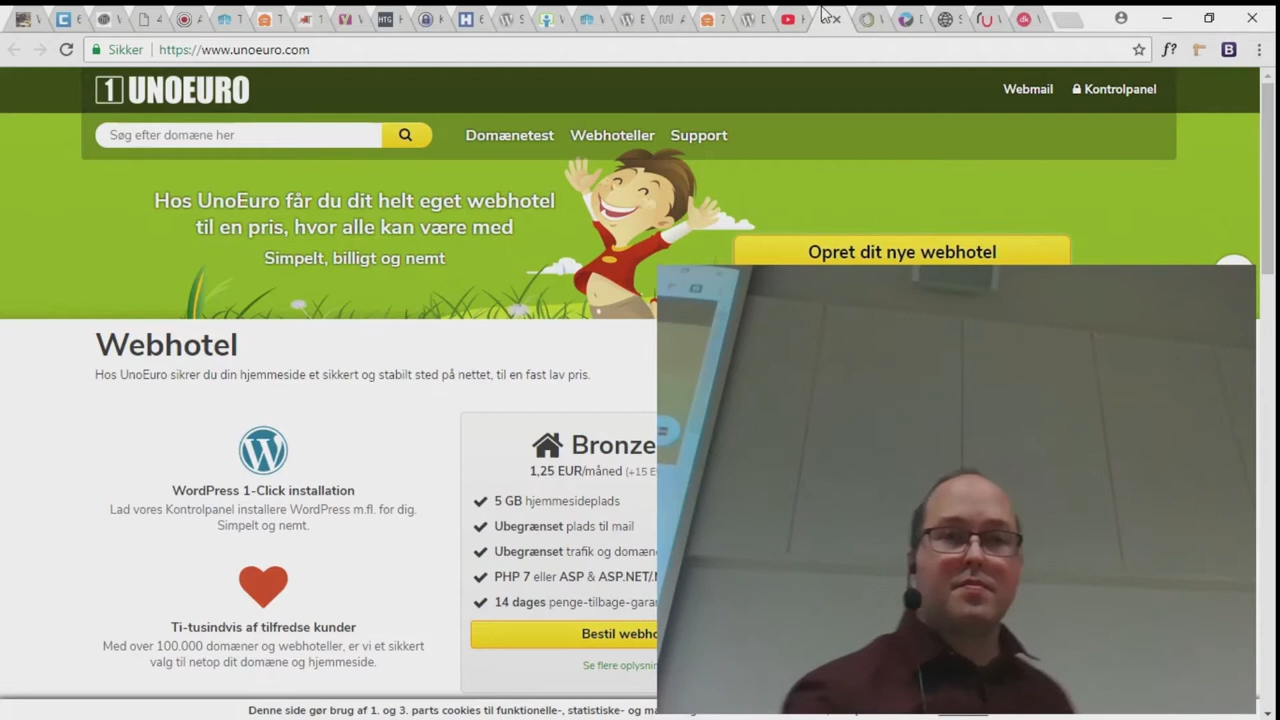 Sikker
https://www.unoeuro.com
f?
B
1 UNOEURO
Webmail
Kontrolpanel
Søg efter domæne her
Domænetest
Webhoteller
Support
Hos UnoEuro får du dit helt eget webhotel
til en pris, hvor alle kan være med
Simpelt, billigt og nemt
Opret dit nye webhotel
Webhotel
Hos UnoEuro sikrer du din hjemmeside et sikkert og stabilt sted på nettet, til en fast lav pris.
WordPress 1-Click installation
Lad vores Kontrolpanel installere WordPress m.fl. for dig.
Simpelt og nemt.
Ti-tusindvis af tilfredse kunder
Med over 100.000 domæner og webhoteller, er vi et sikkert
valg til netop dit domæne og hjemmeside.
Bronze
1,25 EUR/måned (+15 E
5 GB hjemmesideplads
Ubegrænset plads til mail
Ubegrænset trafik og domæne
PHP 7 eller ASP & ASP.NET/.
14 dages penge-tilbage-garan
Bestil webho
Se flere oplysnin
Denne side gør brug af 1. og 3. parts cookies til funktionelle-, statistiske- og ma